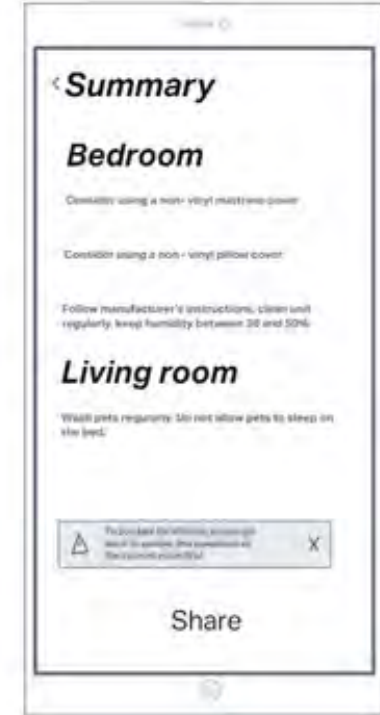 Summary
Bedroom
Consider using a non-vinyl mattress cover
Consider using a non-vinyl pillow cover
Follow manufacturer's instructions, clean unit
regularly, keep humidity between 30 and 50%
Living room
Wash pets regularly. Do not allow pets to sleep on
the bed.
X
Share